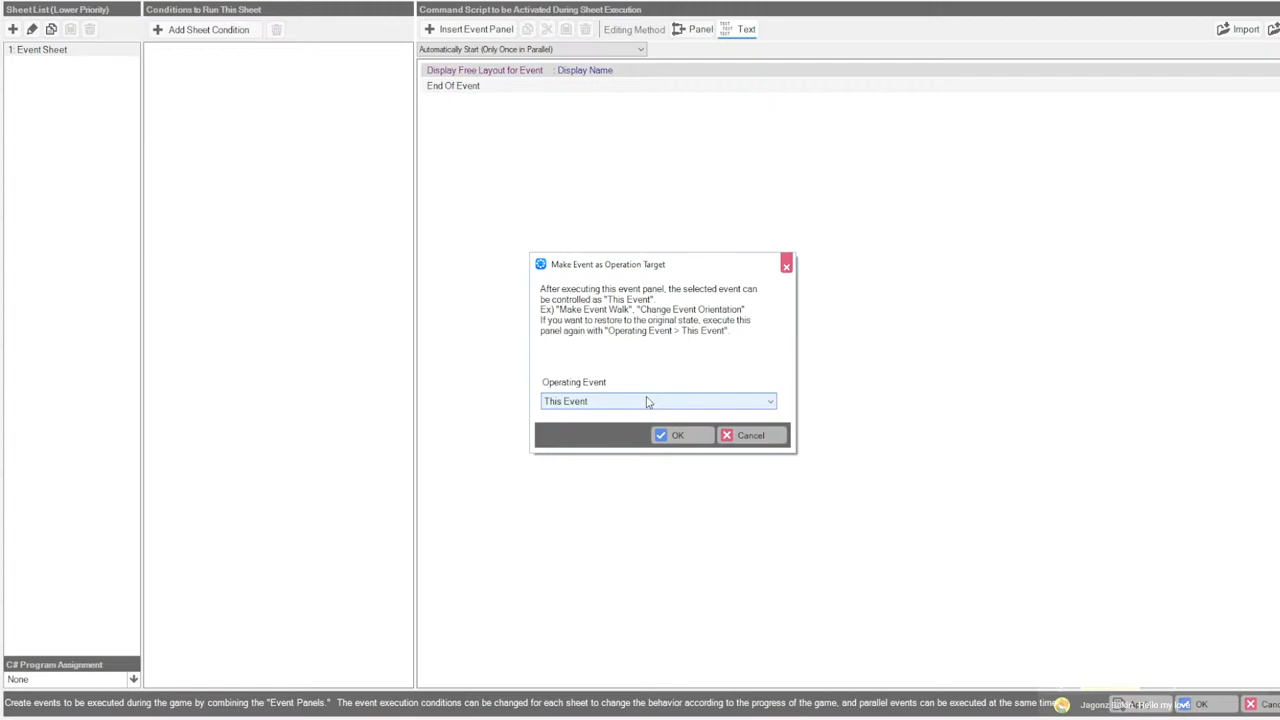 Sheet List (Lower Priority)
Conditions to Run This Sheet
Command Script to be Activated During Sheet Execution
Add Sheet Condition
Insert Event Panel
Editing Method
Panel
TEXT
TEXT
TEXT
Text
Import
1: Event Sheet
Automatically Start (Only Once in Parallel)
Display Free Layout for Event : Display Name
End Of Event
Make Event as Operation Target
After executing this event panel, the selected event can
be controlled as "This Event".
Ex) "Make Event Walk", "Change Event Orientation"
If you want to restore to the original state, execute this
panel again with "Operating Event > This Event".
Operating Event
This Event
OK
Cancel
C# Program Assignment
None
Create events to be executed during the game by combining the "Event Panels." The event execution conditions can be changed for each sheet to change the behavior according to the progress of the game, and parallel events can be executed at the same time
Hello my love
OK